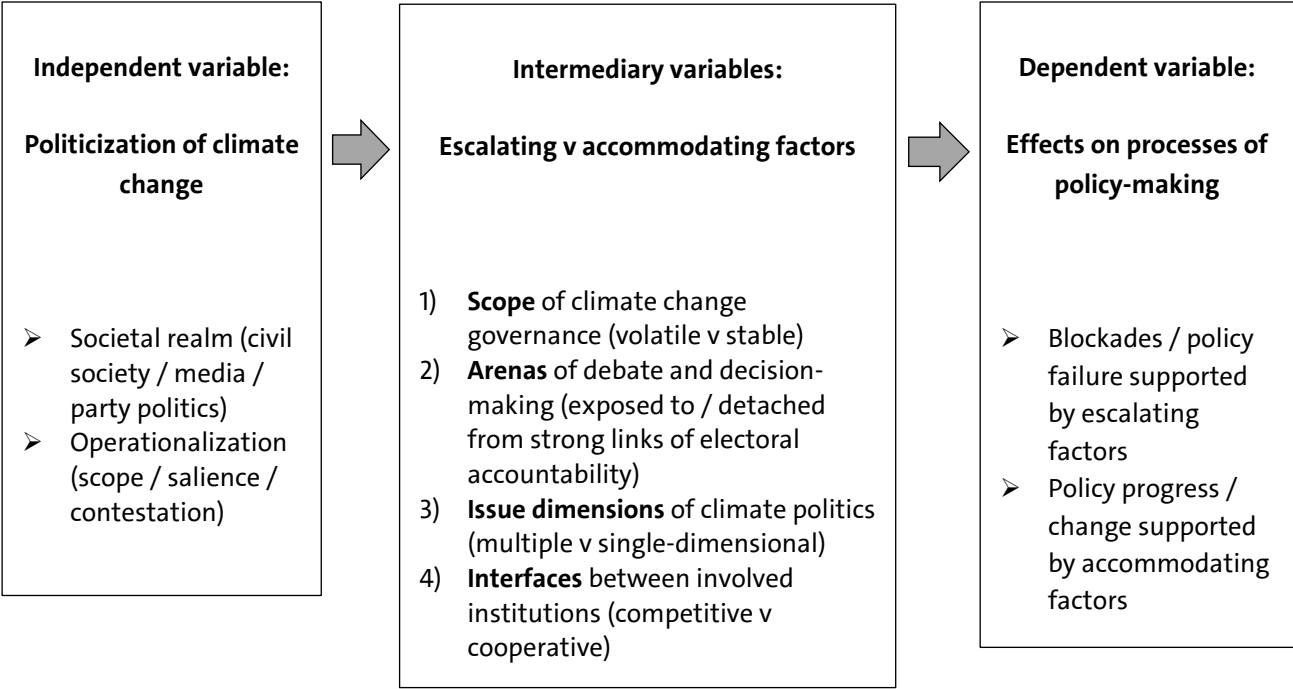 Independent variable:
Politicization of climate
change
➢ Societal realm (civil
society / media /
party politics)
➢ Operationalization
(scope / salience /
contestation)
Intermediary variables:
Escalating v accommodating factors
1) Scope of climate change
governance (volatile v stable)
2) Arenas of debate and decision-
making (exposed to / detached
from strong links of electoral
accountability)
3) Issue dimensions of climate politics
(multiple v single-dimensional)
4) Interfaces between involved
institutions (competitive v
cooperative)
Dependent variable:
Effects on processes of
policy-making
➢ Blockades / policy
failure supported
by escalating
factors
➢ Policy progress /
change supported
by accommodating
factors